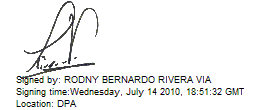 Signed by: RODNY BERNARDO RIVERA VIA
Signing time:Wednesday, July 14 2010, 18:51:32 GMT
Location: DPA